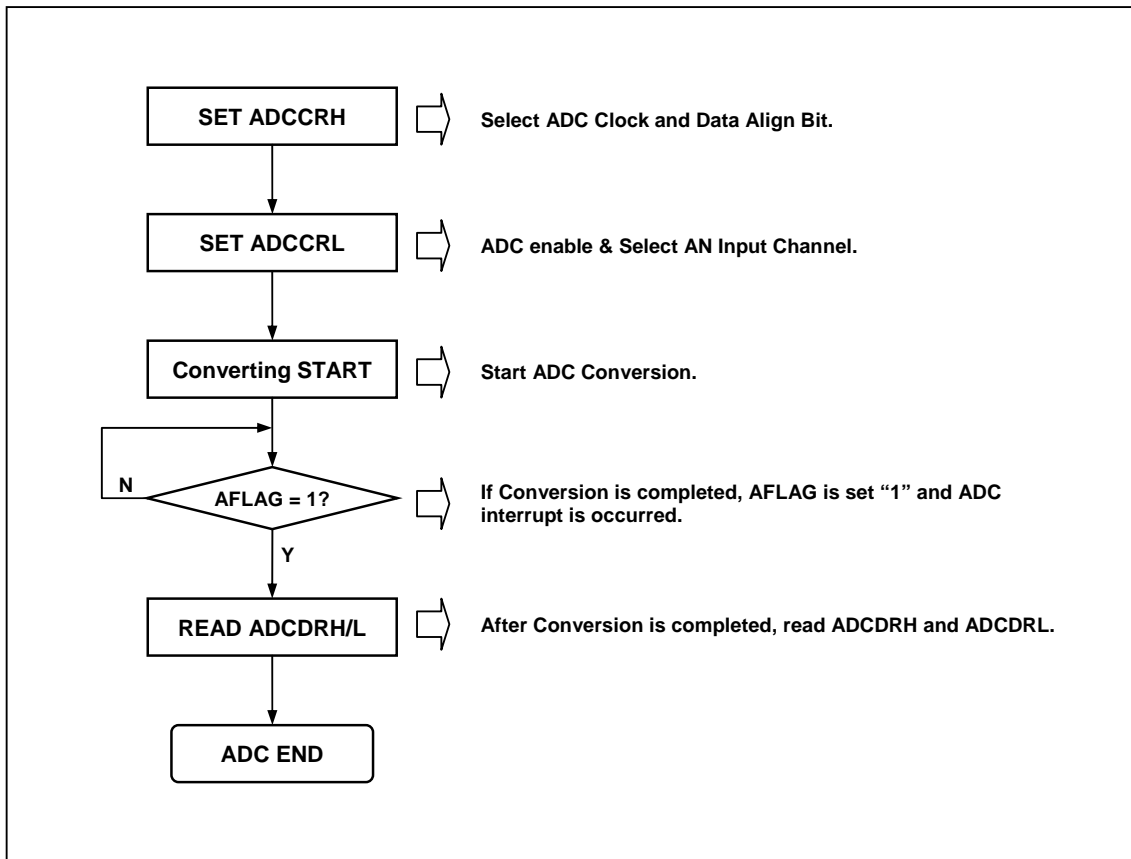 SET ADCCRH
Select ADC Clock and Data Align Bit.
SET ADCCRL
ADC enable & Select AN Input Channel.
Converting START
Start ADC Conversion.
N
AFLAG = 1?
If Conversion is completed, AFLAG is set “1” and ADC
interrupt is occurred.
Y
READ ADCDRH/L
After Conversion is completed, read ADCDRH and ADCDRL.
ADC END